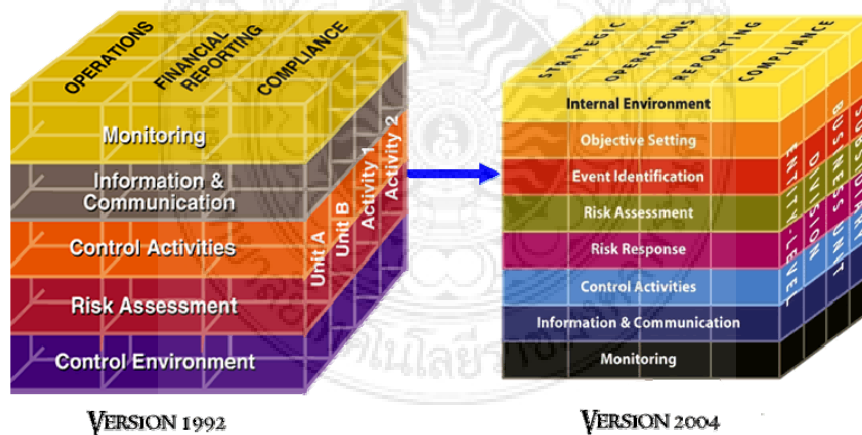 OPERATIONS
FINANCIAL
REPORTING
COMPLIANCE
Monitoring
Information &
Communication
Control Activities
Risk Assessment
Control Environment
Unit A
Unit B
Activity 1
Activity 2
VERSION 1992
STRATEGIC
OPERATIONS
REPORTING
COMPLIANCE
Internal Environment
Objective Setting
Event Identification
Risk Assessment
Risk Response
Control Activities
Information & Communication
Monitoring
ENTITY-LEVEL
DIVISION
BUSINESS UNIT
VERSION 2004